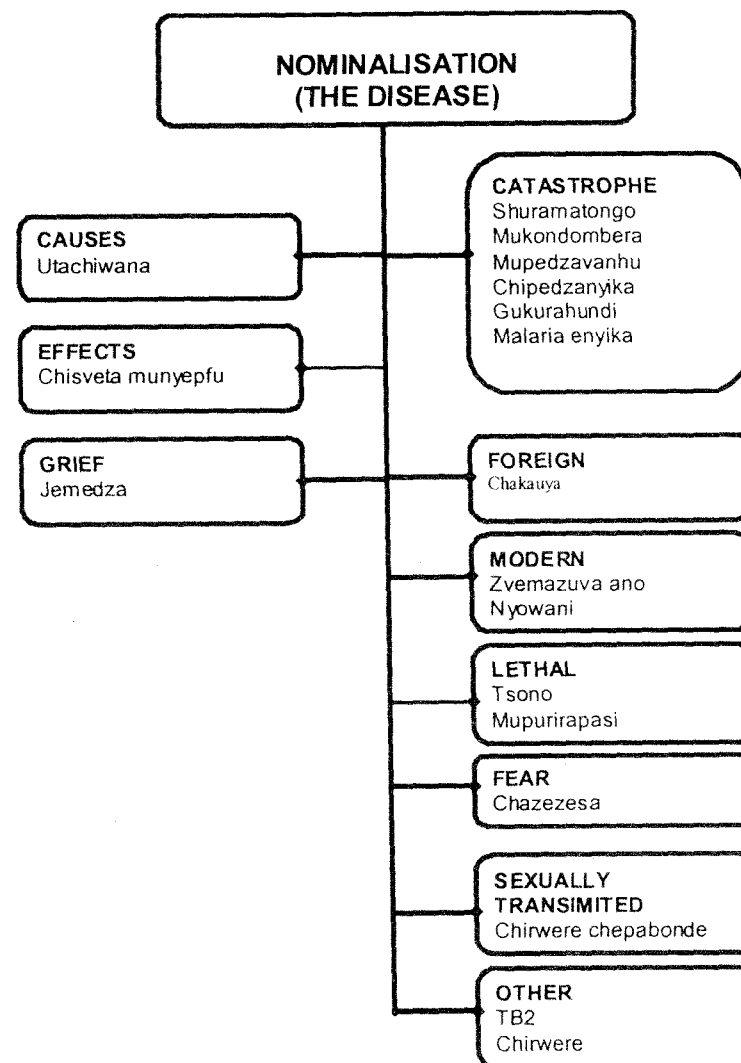 NOMINALISATION
(THE DISEASE)
CAUSES
Utachiwana
EFFECTS
Chisveta munyepfu
GRIEF
Jemedza
CATASTROPHE
Shuramatongo
Mukondombera
Mupedzavanhu
Chipedzanyika
Gukurahundi
Malaria enyika
FOREIGN
Chakauya
MODERN
Zvemazuva ano
Nyowani
LETHAL
Tsono
Mupurirapasi
FEAR
Chazezesa
SEXUALLY
TRANSIMITED
Chirwere chepabonde
OTHER
TB2
Chirwere